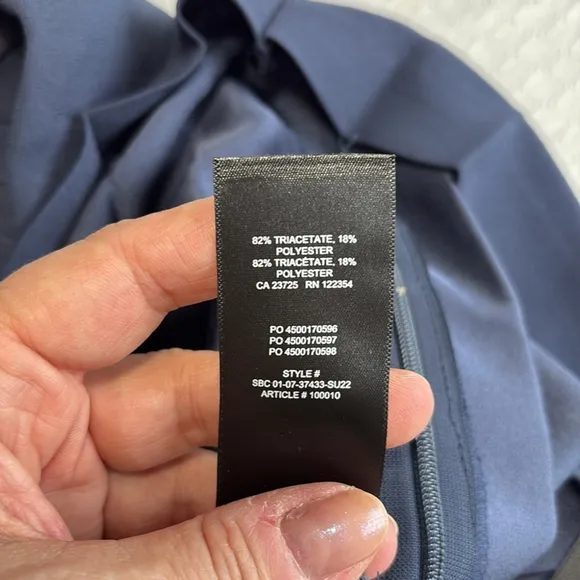 82% TRIACETATE, 18%
POLYESTER
82% TRIACÉTATE, 18%
POLYESTER
CA 23725 RN 122354
PO 4500170596
PO 4500170597
PO 4500170598
STYLE #
SBC 01-07-37433-SU22
ARTICLE # 100010